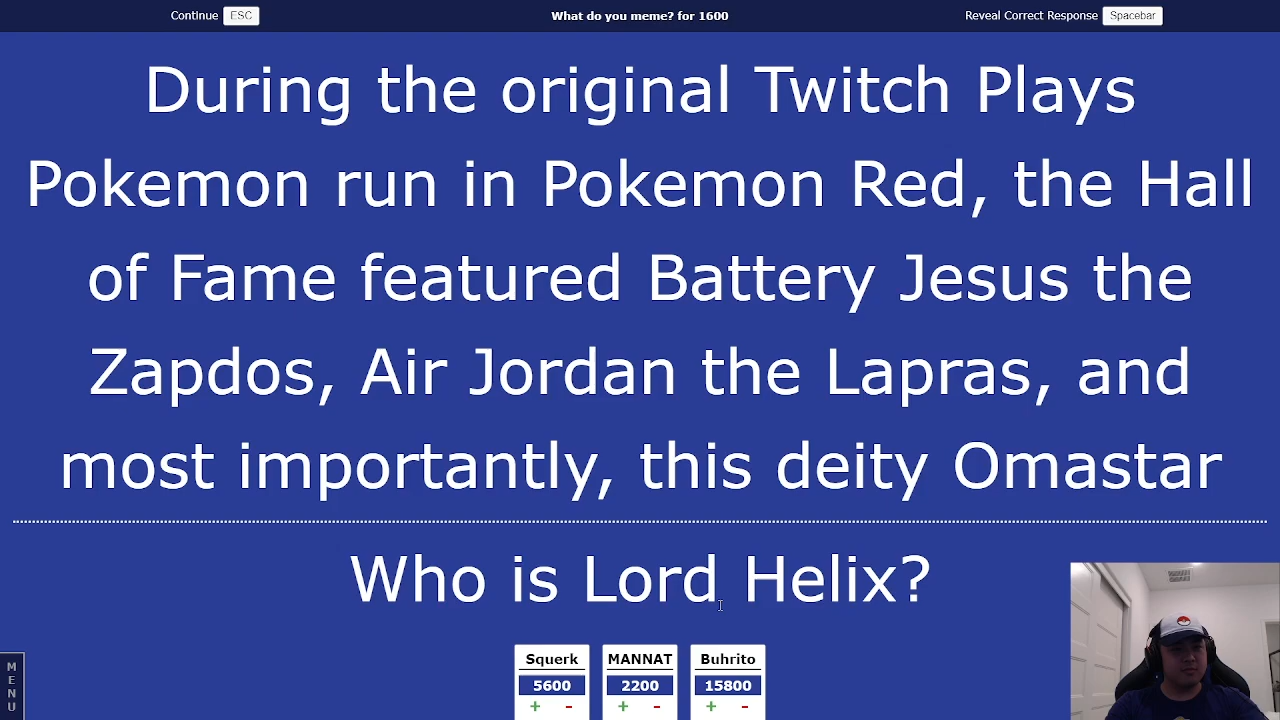 Continue ESC
What do you meme? for 1600
Reveal Correct Response Spacebar
During the original Twitch Plays
Pokemon run in Pokemon Red, the Hall
of Fame featured Battery Jesus the
Zapdos, Air Jordan the Lapras, and
most importantly, this deity Omastar
Who is Lord Helix?
MENU
Squerk
5600
+ -
MANNAT
2200
+ -
Buhrito
15800
+ -